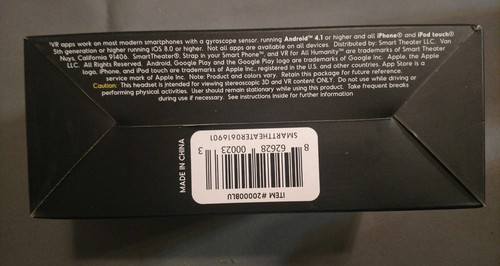 *VR apps work on most modern smartphones with a gyroscope sensor, running Android™ 4.1 or higher and all iPhone® and iPod touch®
5th generation or higher running iOS 8.0 or higher. Not all apps are available on all devices. Distributed by: Smart Theater LLC. Van
Nuys, California 91406. SmartTheater®, Strap in your Smart Phone™, and VR for All Humanity™ are trademarks of Smart Theater
LLC. All Rights Reserved. Android, Google Play and the Google Play logo are trademarks of Google Inc. Apple, the Apple
logo, iPhone, and iPod touch are trademarks of Apple Inc., registered in the U.S. and other countries. App Store is a
service mark of Apple Inc. Note: Product and colors vary. Retain this package for future reference.
Caution: This headset is intended for viewing stereoscopic 3D and VR content ONLY. Do not use while driving or
performing physical activities. User should remain stationary while using this product. Take frequent breaks
during use if necessary. See instructions inside for further information
MADE IN CHINA
ITEM #20000BLU
8 62628 00023 3
SMARTTHEATER0616901